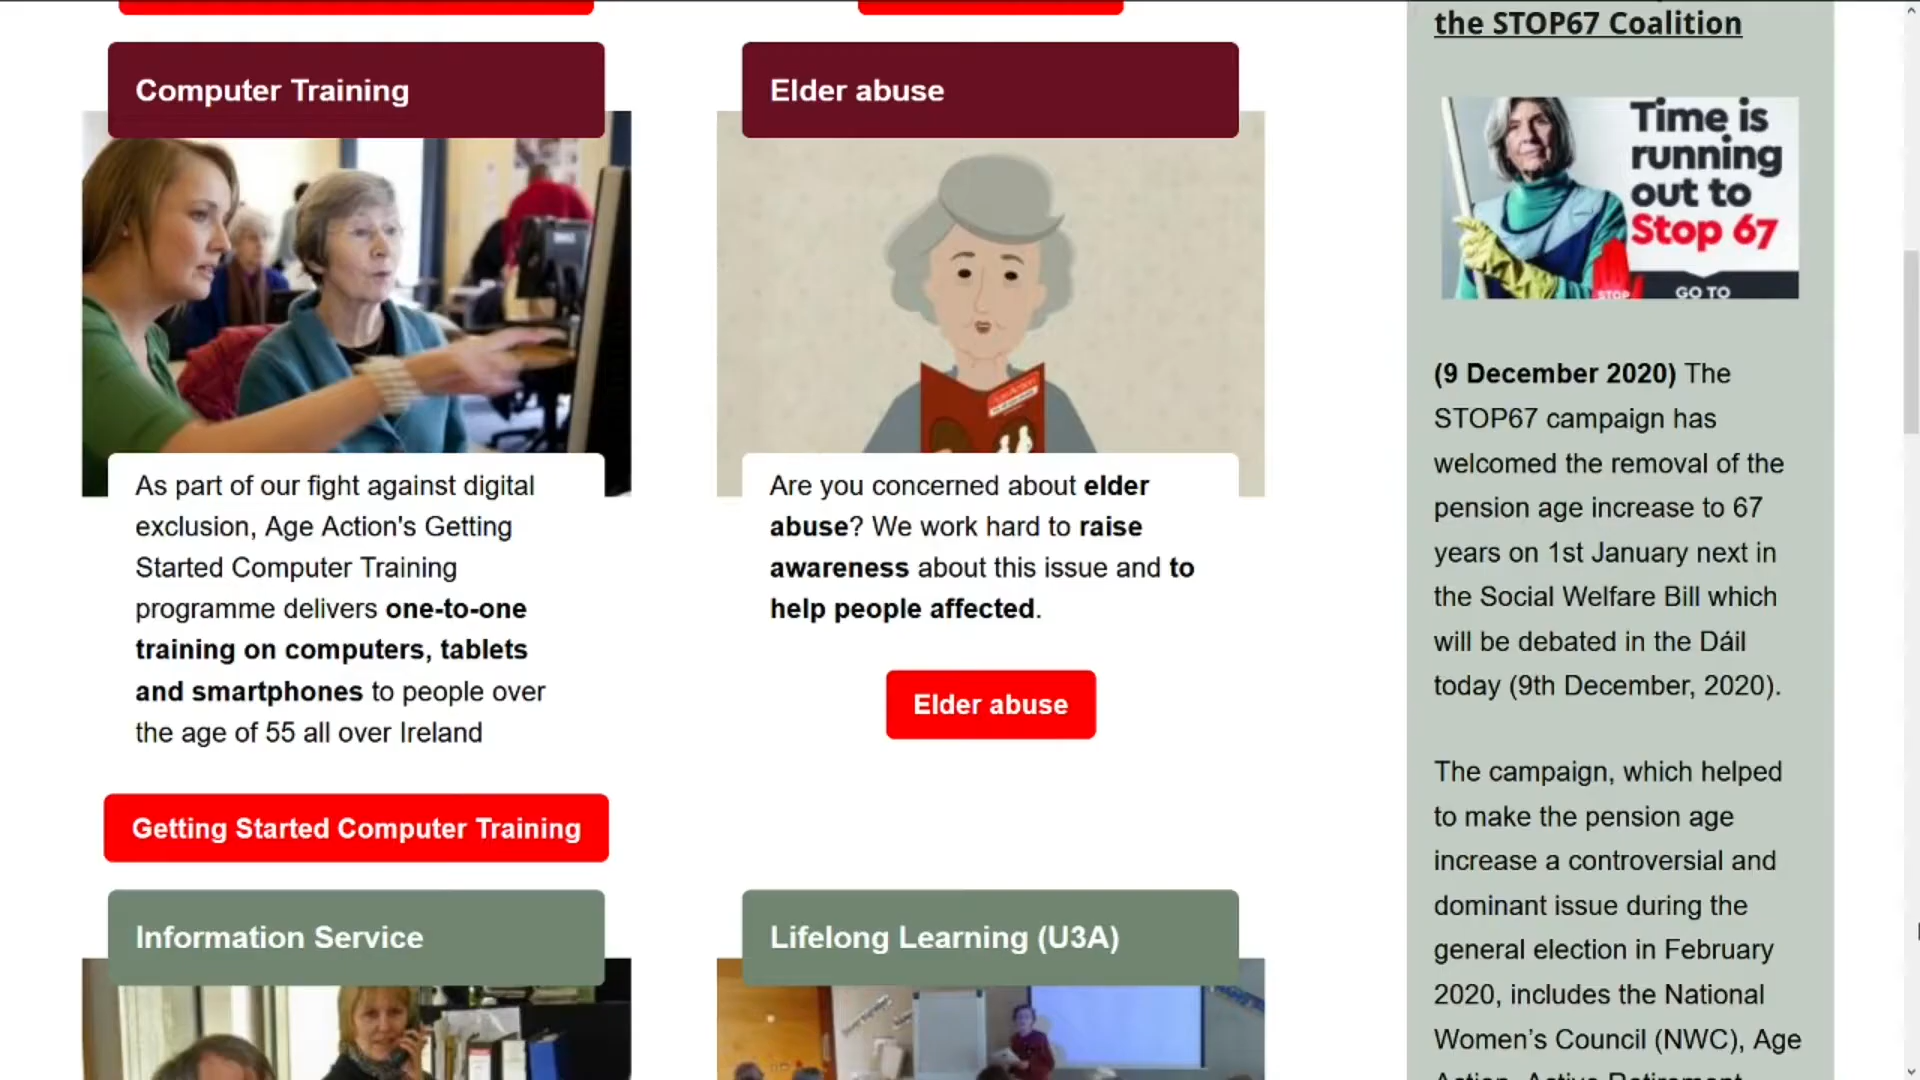 Computer Training
As part of our fight against digital
exclusion, Age Action's Getting
Started Computer Training
programme delivers one-to-one
training on computers, tablets
and smartphones to people over
the age of 55 all over Ireland
Getting Started Computer Training
Elder abuse
Are you concerned about elder
abuse? We work hard to raise
awareness about this issue and to
help people affected.
Elder abuse
Information Service
Lifelong Learning (U3A)
the STOP67 Coalition
Time is
running
out to
Stop 67
STOP
GO TO
(9 December 2020) The
STOP67 campaign has
welcomed the removal of the
pension age increase to 67
years on 1st January next in
the Social Welfare Bill which
will be debated in the Dáil
today (9th December, 2020).
The campaign, which helped
to make the pension age
increase a controversial and
dominant issue during the
general election in February
2020, includes the National
Women’s Council (NWC), Age
Action, Active Retirement